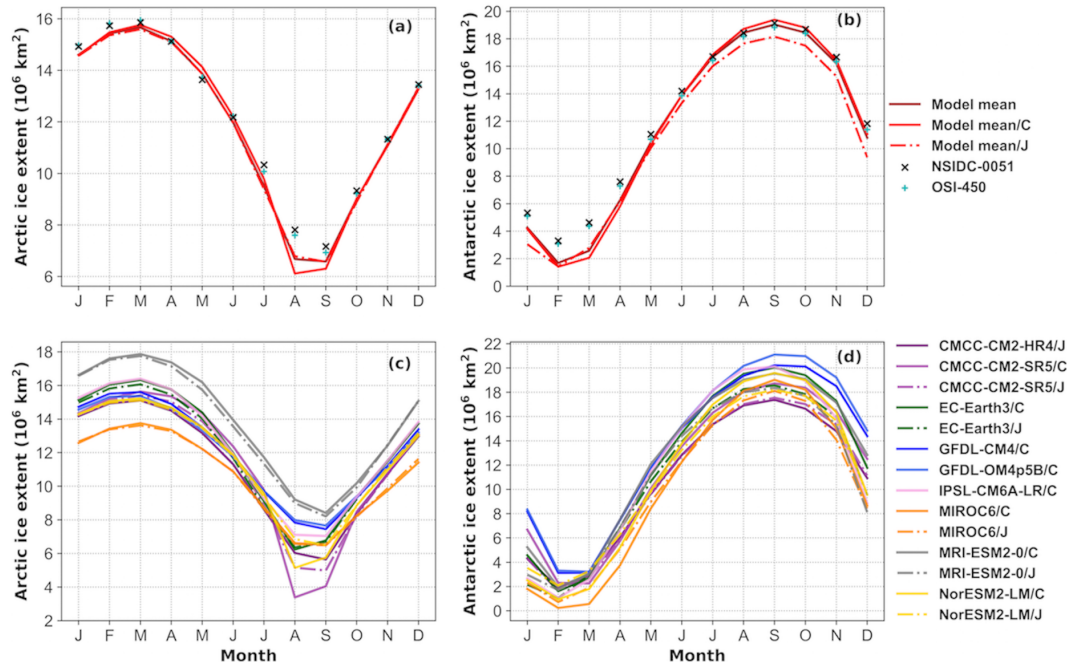 (a)
Arctic ice extent (10⁶ km²)
16
14
12
10
8
6
J F M A M J J A S O N D
(b)
Antarctic ice extent (10⁶ km²)
20
18
16
14
12
10
8
6
4
2
0
J F M A M J J A S O N D
Model mean
Model mean/C
Model mean/J
NSIDC-0051
OSI-450
(c)
Arctic ice extent (10⁶ km²)
18
16
14
12
10
8
6
4
2
J F M A M J J A S O N D
Month
(d)
Antarctic ice extent (10⁶ km²)
22
20
18
16
14
12
10
8
6
4
2
0
J F M A M J J A S O N D
Month
CMCC-CM2-HR4/J
CMCC-CM2-SR5/C
CMCC-CM2-SR5/J
EC-Earth3/C
EC-Earth3/J
GFDL-CM4/C
GFDL-OM4p5B/C
IPSL-CM6A-LR/C
MIROC6/C
MIROC6/J
MRI-ESM2-0/C
MRI-ESM2-0/J
NorESM2-LM/C
NorESM2-LM/J